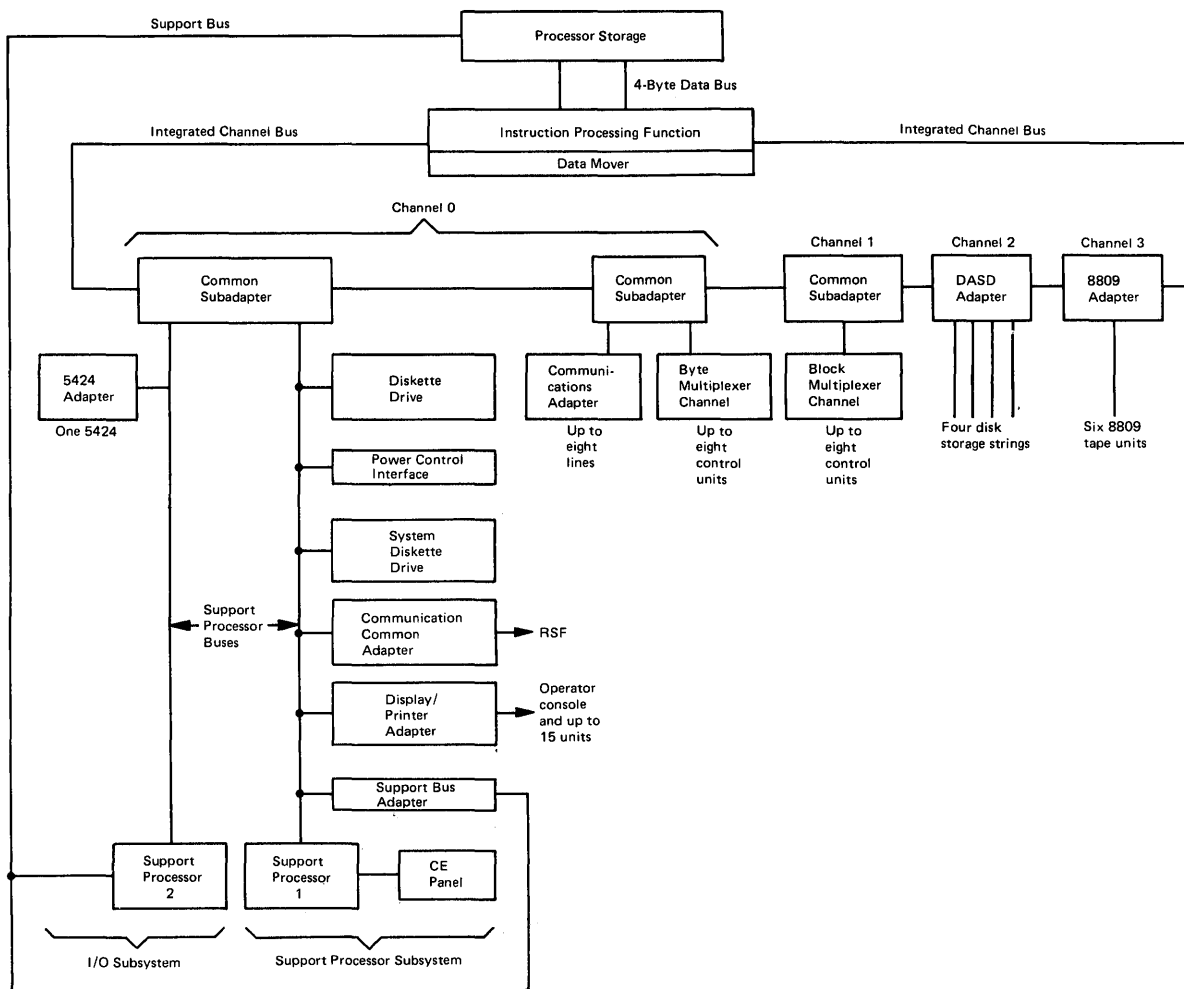 Support Bus
Processor Storage
4-Byte Data Bus
Integrated Channel Bus
Instruction Processing Function
Integrated Channel Bus
Data Mover
Channel 0
Channel 1
Channel 2
Channel 3
Common
Subadapter
Common
Subadapter
Common
Subadapter
DASD
Adapter
8809
Adapter
5424
Adapter
One 5424
Diskette
Drive
Communi-
cations
Adapter
Up to
eight
lines
Byte
Multiplexer
Channel
Up to
eight
control
units
Block
Multiplexer
Channel
Up to
eight
control
units
Four disk
storage strings
Six 8809
tape units
Power Control
Interface
System
Diskette
Drive
Support
Processor
Buses
Communication
Common
Adapter
RSF
Display/
Printer
Adapter
Operator
console
and up to
15 units
Support Bus
Adapter
Support
Processor
2
Support
Processor
1
CE
Panel
I/O Subsystem
Support Processor Subsystem